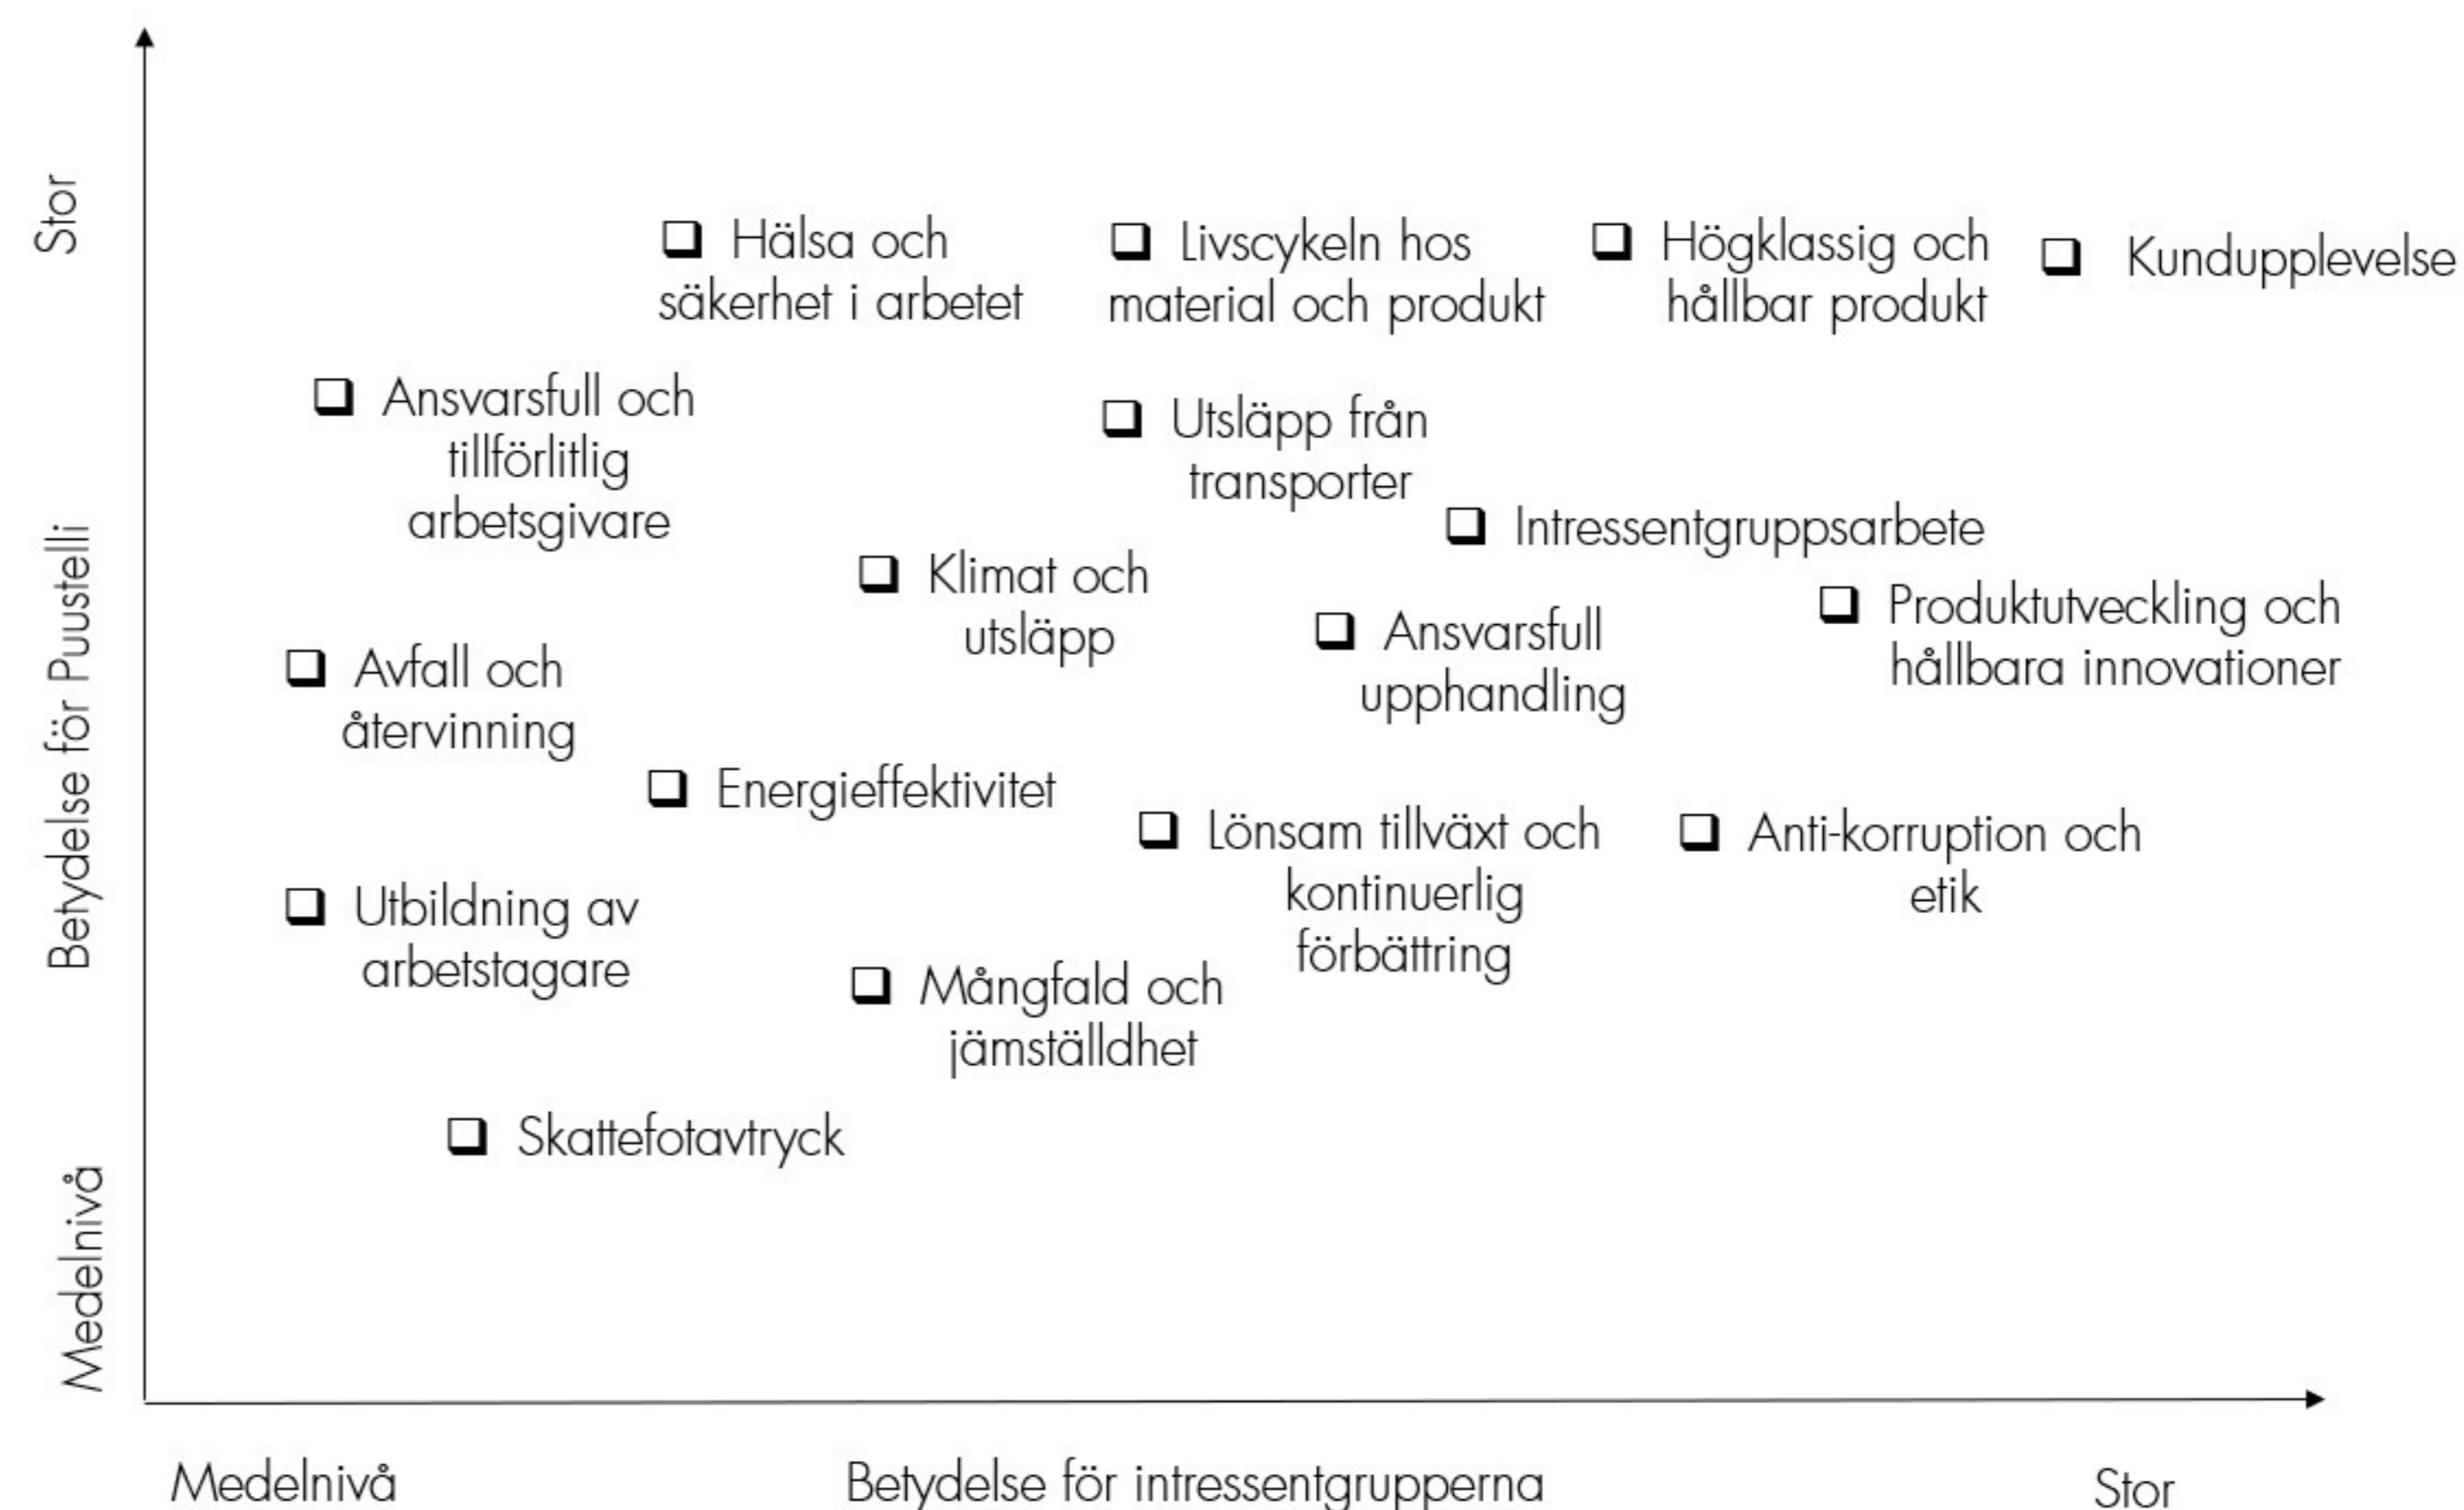 Stor
Hälsa och
säkerhet i arbetet
Livscykeln hos
material och produkt
Högklassig och
hållbar produkt
Kundupplevelse
Ansvarsfull och
tillförlitlig
arbetsgivare
Utsläpp från
transporter
Intressentgruppsarbete
Klimat och
utsläpp
Produktutveckling och
hållbara innovationer
Ansvarsfull
upphandling
Betydelse för Puustelli
Avfall och
återvinning
Energieffektivitet
Lönsam tillväxt och
kontinuerlig
förbättring
Anti-korruption och
etik
Utbildning av
arbetstagare
Mångfald och
jämställdhet
Skattefotavtryck
Medelnivå
Medelnivå
Betydelse för intressentgrupperna
Stor